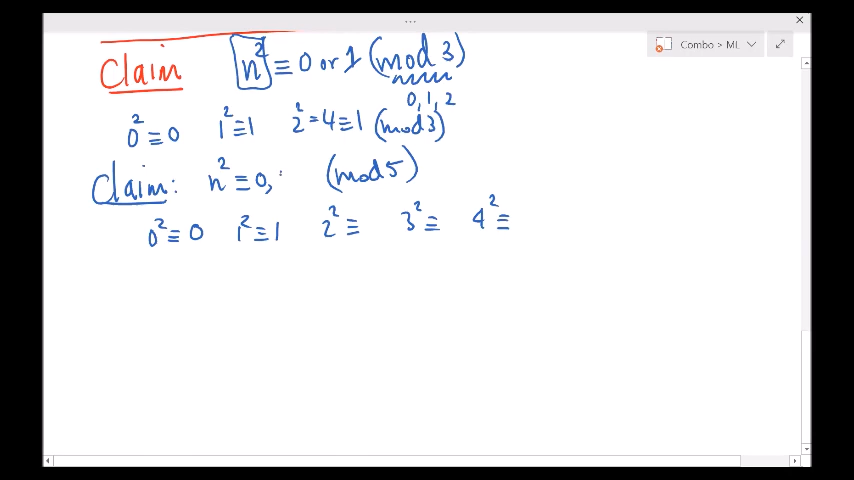 Combo > ML
Claim n² ≡ 0 or 1 (mod 3)
0, 1, 2
0² ≡ 0 1² ≡ 1 2² = 4 ≡ 1 (mod 3)
Claim: n² ≡ 0, (mod 5)
0² ≡ 0 1² ≡ 1 2² ≡ 3² ≡ 4² ≡